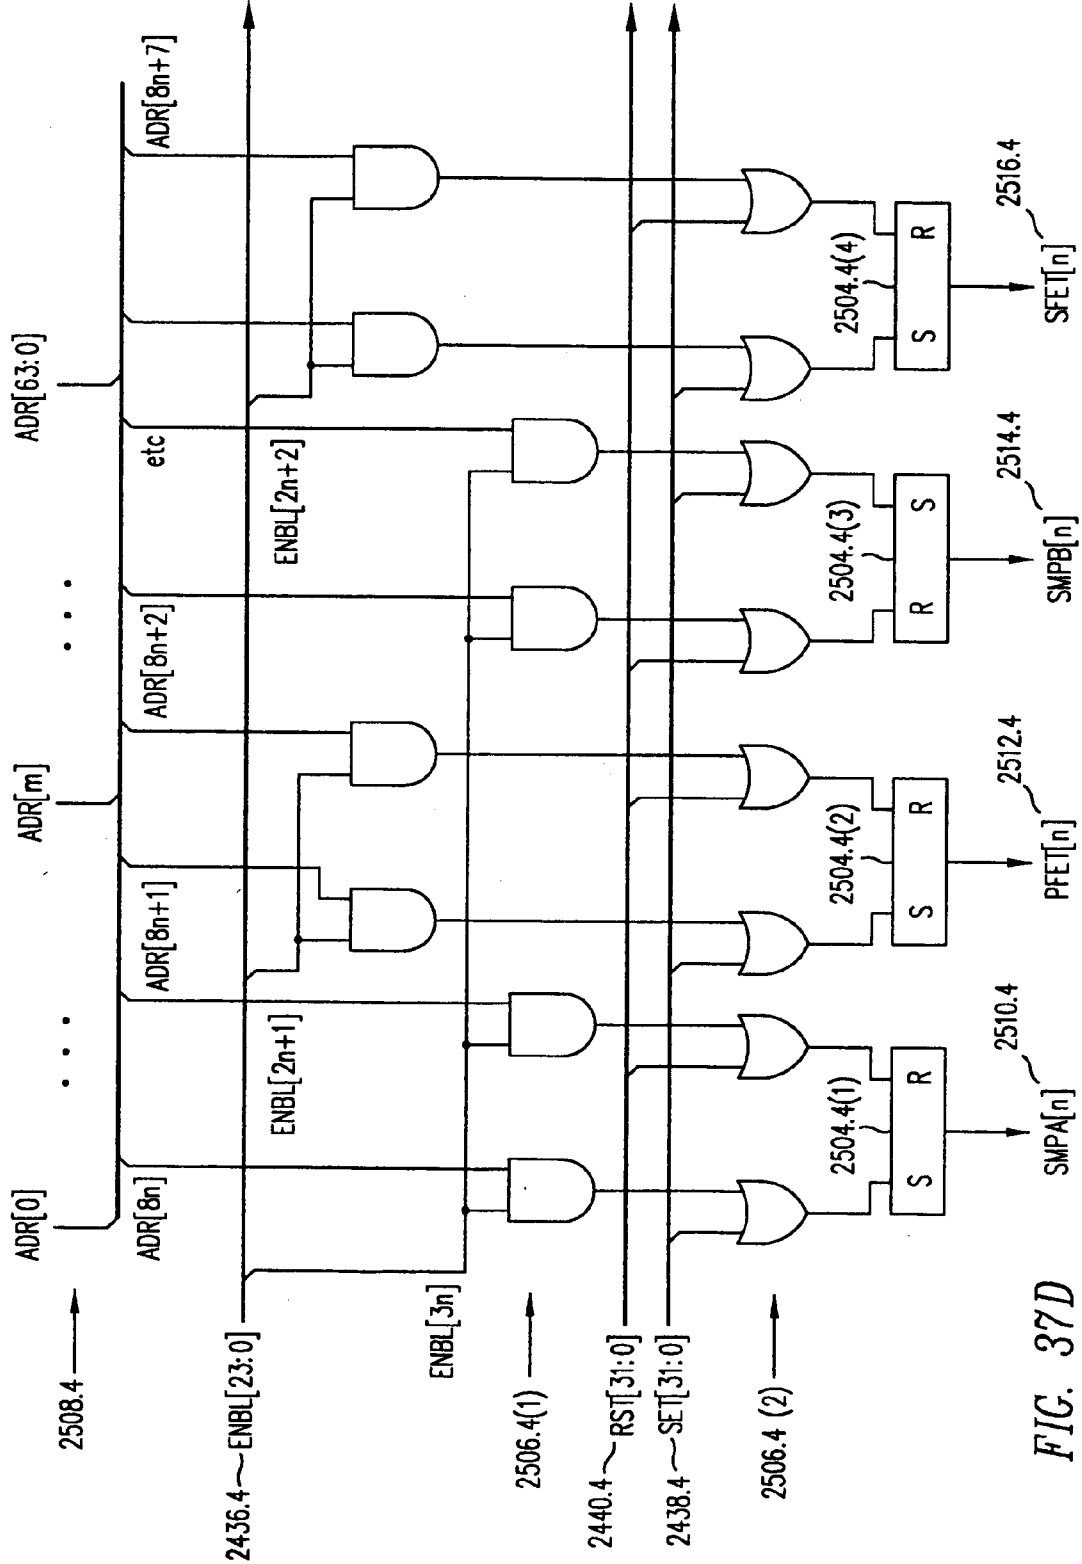 ADR[0]
ADR[m]
ADR[63:0]
2508.4
ADR[8n]
ADR[8n+1]
ADR[8n+2]
etc
ADR[8n+7]
2436.4
ENBL[23:0]
ENBL[2n+1]
ENBL[2n+2]
ENBL[3n]
2506.4(1)
2440.4
RST[31:0]
2438.4
SET[31:0]
2506.4 (2)
2504.4(1)
2504.4(2)
2504.4(3)
2504.4(4)
S R
S R
R S
S R
2510.4
2512.4
2514.4
2516.4
SMPA[n]
PFET[n]
SMPB[n]
SFET[n]
FIG. 37D